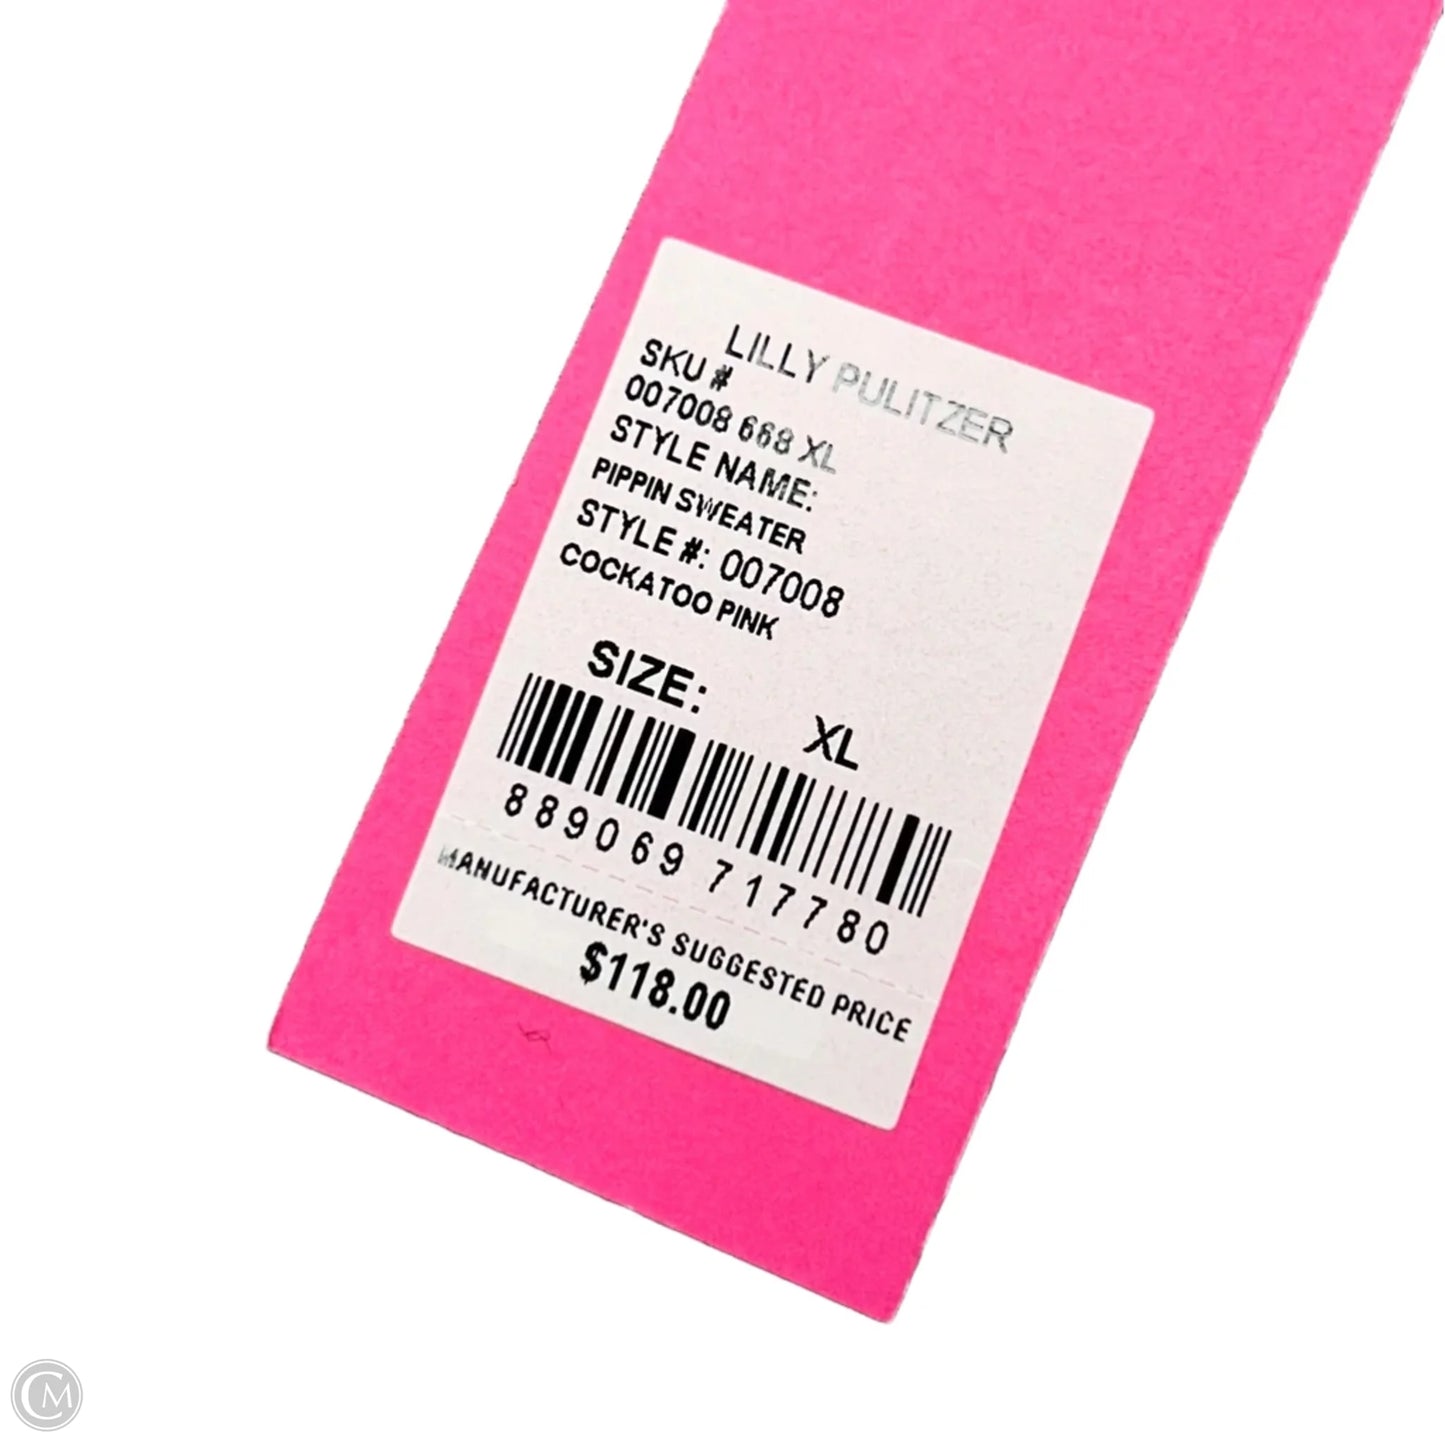 LILLY PULITZER
SKU #
007008 668 XL
STYLE NAME:
PIPPIN SWEATER
STYLE #: 007008
COCKATOO PINK
SIZE: XL
889069 717780
MANUFACTURER'S SUGGESTED PRICE
$118.00
CM